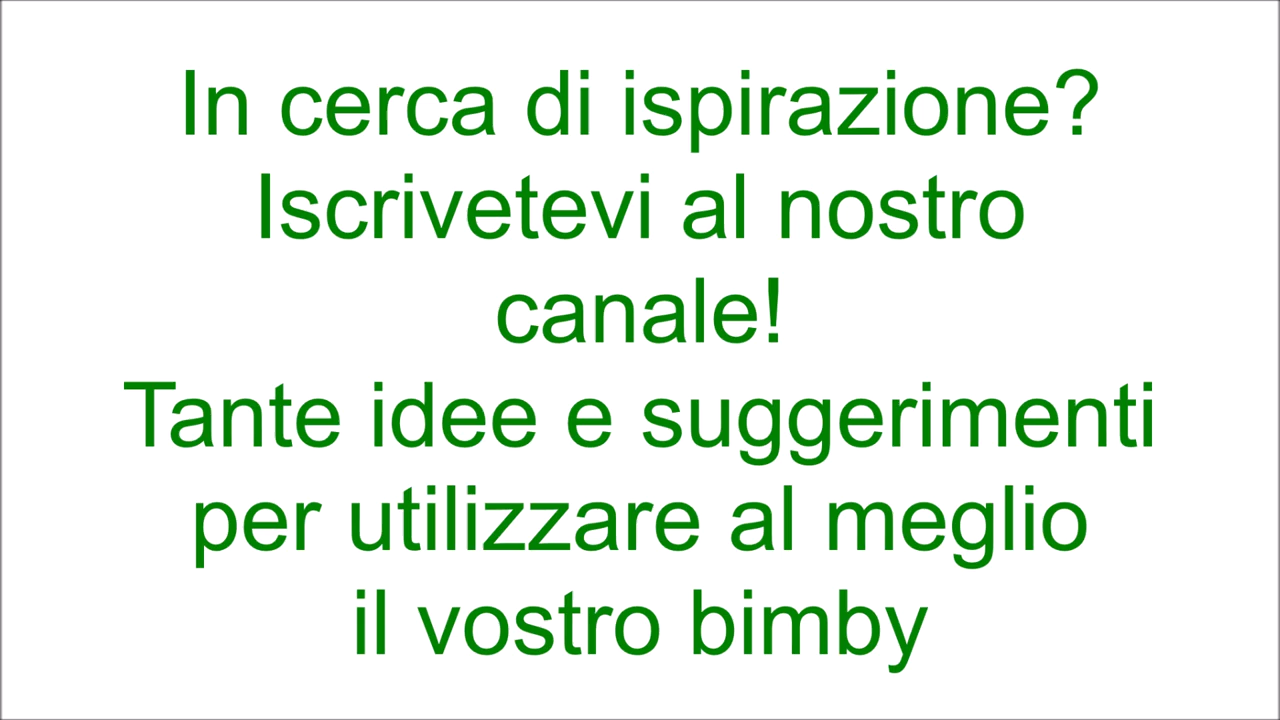 In cerca di ispirazione?
Iscrivetevi al nostro
canale!
Tante idee e suggerimenti
per utilizzare al meglio
il vostro bimby